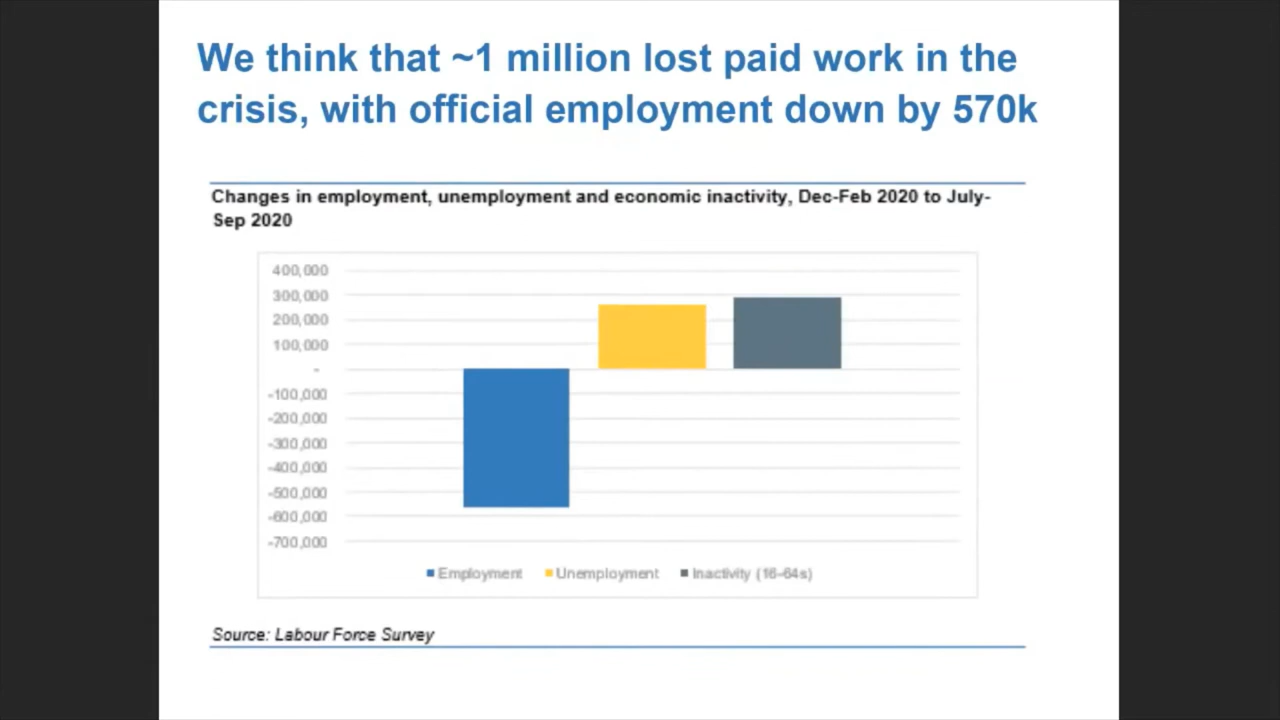 We think that ~1 million lost paid work in the
crisis, with official employment down by 570k
Changes in employment, unemployment and economic inactivity, Dec-Feb 2020 to July-
Sep 2020
400,000
300,000
200,000
100,000
-
-100,000
-200,000
-300,000
-400,000
-500,000
-600,000
-700,000
Employment Unemployment Inactivity (16-64s)
Source: Labour Force Survey